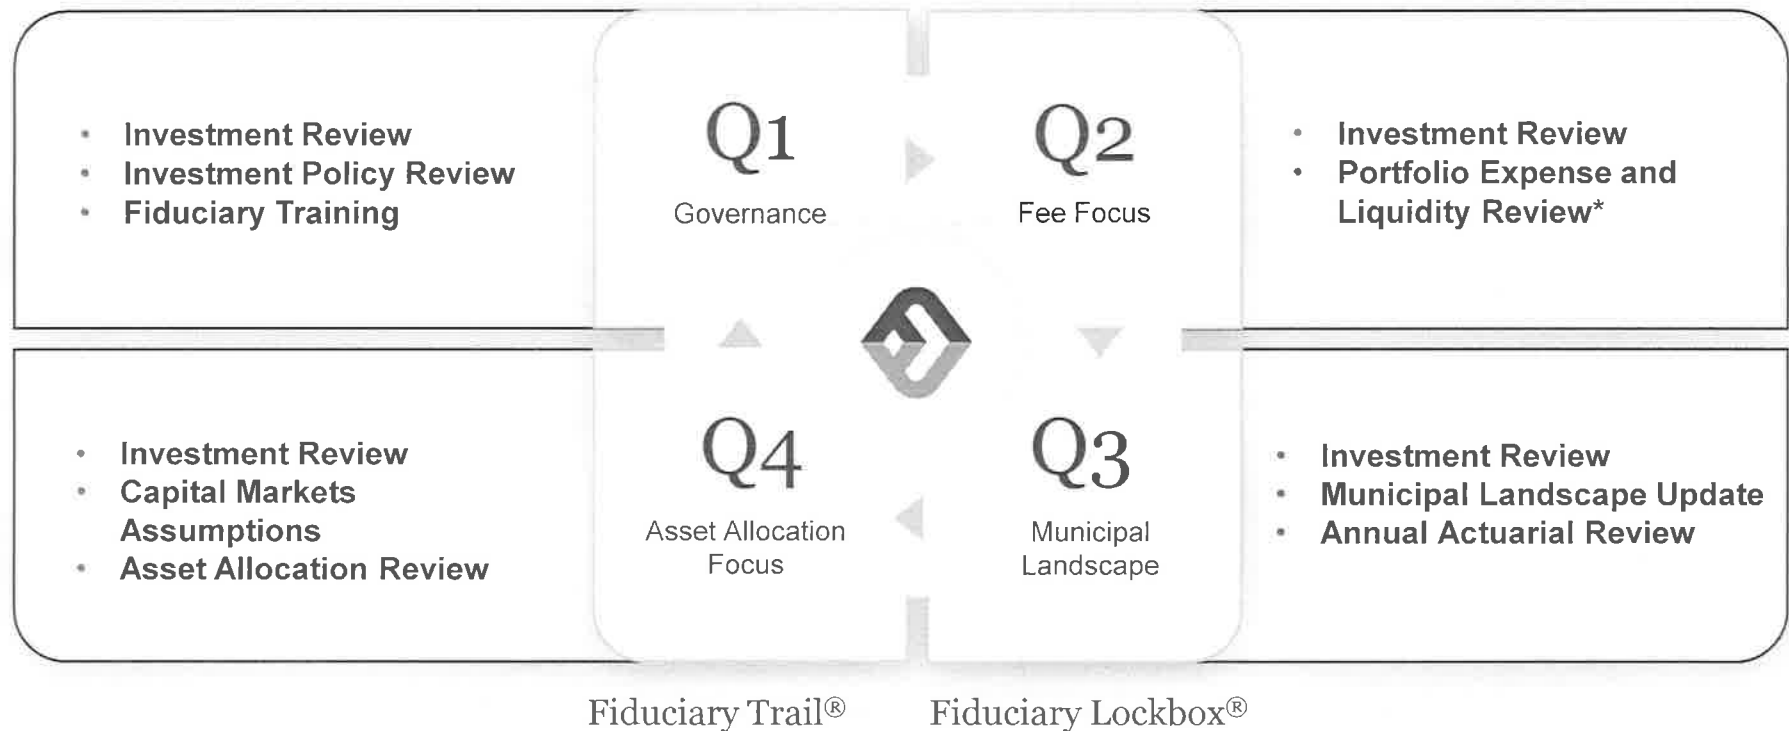 • Investment Review
• Investment Policy Review
• Fiduciary Training
Q1
Governance
Q2
Fee Focus
• Investment Review
• Portfolio Expense and
Liquidity Review*
• Investment Review
• Capital Markets
Assumptions
• Asset Allocation Review
Q4
Asset Allocation
Focus
Q3
Municipal
Landscape
• Investment Review
• Municipal Landscape Update
• Annual Actuarial Review
Fiduciary Trail®
Fiduciary Lockbox®